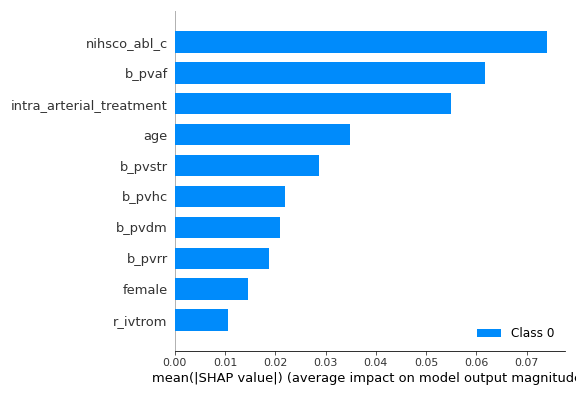 nihsco_abl_c
b_pvaf
intra_arterial_treatment
age
b_pvstr
b_pvhc
b_pvdm
b_pvrr
female
r_ivtrom
Class 0
0.00 0.01 0.02 0.03 0.04 0.05 0.06 0.07
mean(|SHAP value|) (average impact on model output magnitude